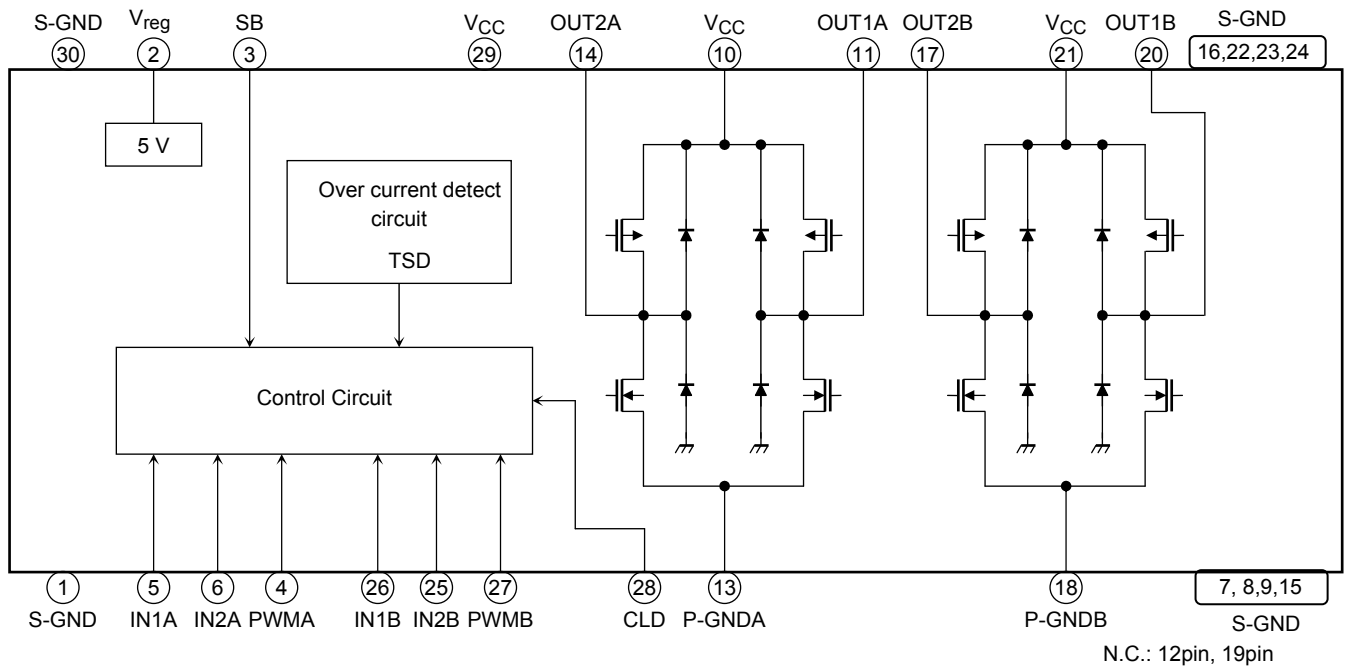 S-GND Vreg SB VCC OUT2A VCC OUT1A OUT2B VCC OUT1B S-GND
30 2 3 29 14 10 11 17 21 20 16,22,23,24
5 V
Over current detect
circuit
TSD
Control Circuit
1 5 6 4 26 25 27 28 13 18 7, 8,9,15
S-GND IN1A IN2A PWMA IN1B IN2B PWMB CLD P-GNDA P-GNDB S-GND
N.C.: 12pin, 19pin